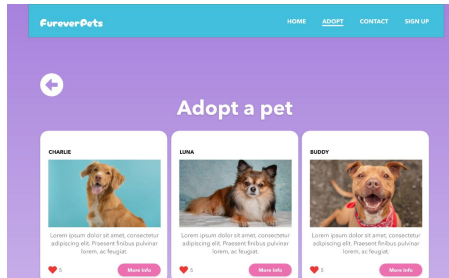 FureverPets
HOME ADOPT CONTACT SIGN UP
Adopt a pet
CHARLIE
Lorem ipsum dolor sit amet, consectetur
adipiscing elit. Praesent finibus pulvinar
lorem, ac feugiat.
5 More Info
LUNA
Lorem ipsum dolor sit amet, consectetur
adipiscing elit. Praesent finibus pulvinar
lorem, ac feugiat.
5 More Info
BUDDY
Lorem ipsum dolor sit amet, consectetur
adipiscing elit. Praesent finibus pulvinar
lorem, ac feugiat.
5 More Info